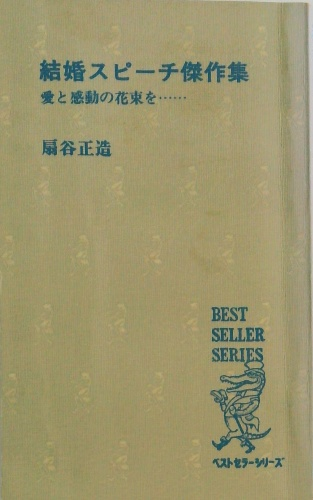 結婚スピーチ傑作集
愛と感動の花束を……
扇谷正造
BEST
SELLER
SERIES
ベストセラーシリーズ